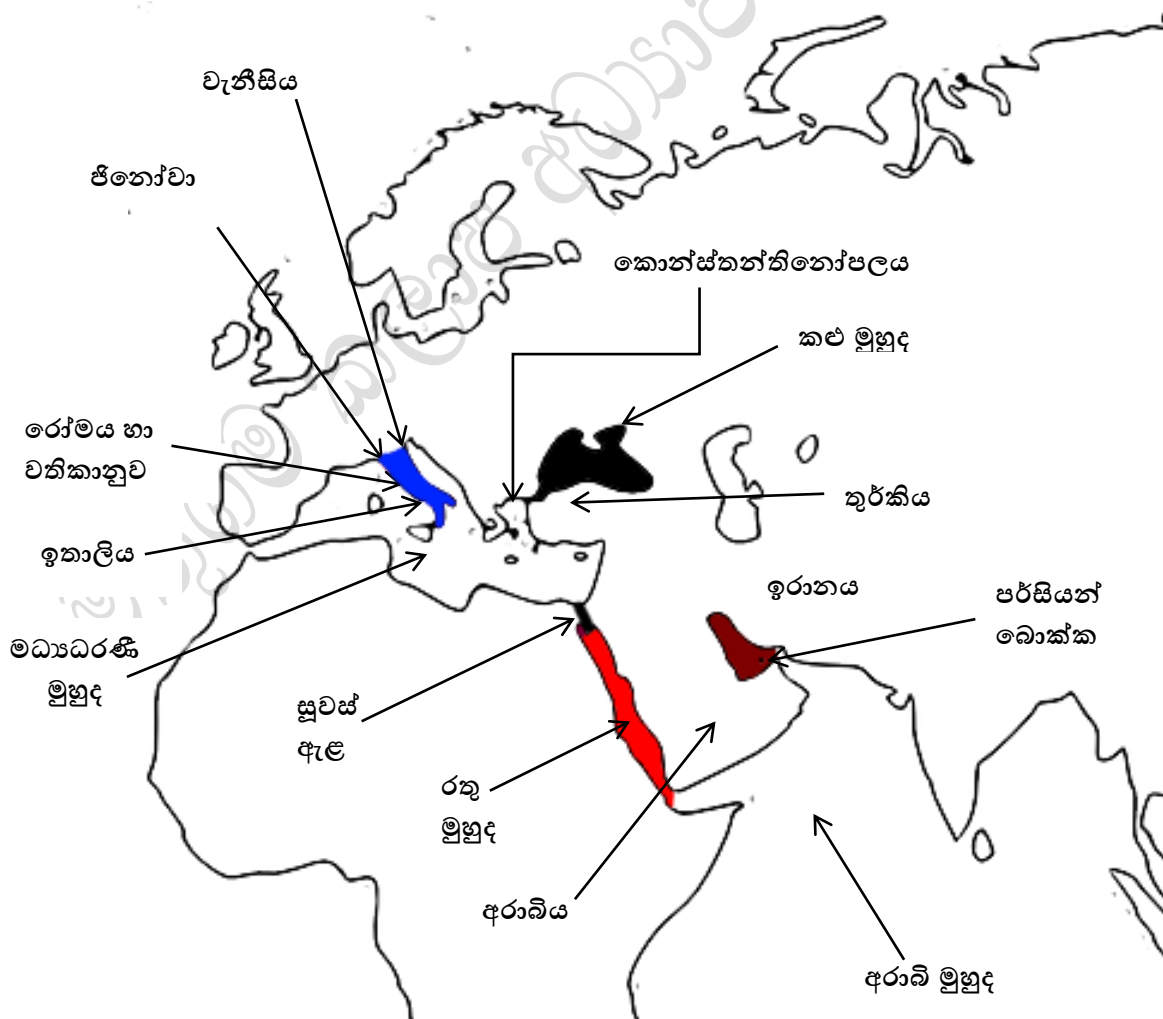 වැනීසිය
ජිනෝවා
කොන්ස්තන්තිනෝපලය
කළු මුහුද
රෝමය හා
වතිකානුව
තුර්කිය
ඉතාලිය
ඉරානය
පර්සියන්
බොක්ක
මධ්‍යධරණී
මුහුද
සූවස්
ඇළ
රතු
මුහුද
අරාබිය
අරාබි මුහුද